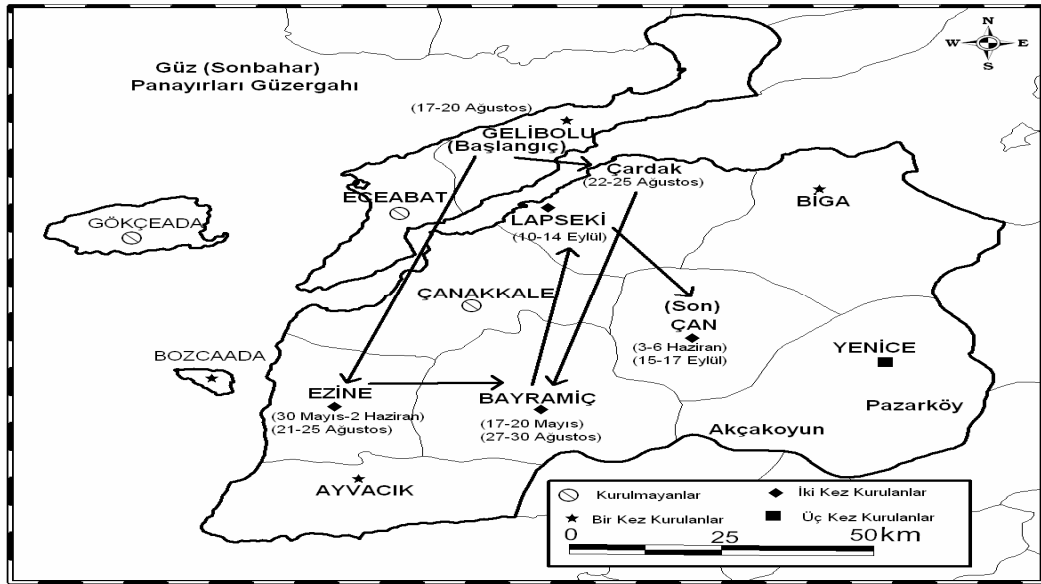 Güz (Sonbahar)
Panayırları Güzergahı
N
W
E
S
(17-20 Ağustos)
GELİBOLU
(Başlangıç)
Çardak
(22-25 Ağustos)
ECEABAT
LAPSEKİ
(10-14 Eylül)
BİGA
GÖKÇEADA
ÇANAKKALE
(Son)
ÇAN
(3-6 Haziran)
(15-17 Eylül)
YENİCE
BOZCAADA
EZİNE
(30 Mayıs-2 Haziran)
(21-25 Ağustos)
BAYRAMİÇ
(17-20 Mayıs)
(27-30 Ağustos)
Pazarköy
Akçakoyun
AYVACIK
Kurulmayanlar
İki Kez Kurulanlar
Bir Kez Kurulanlar
Üç Kez Kurulanlar
0 25 50 km